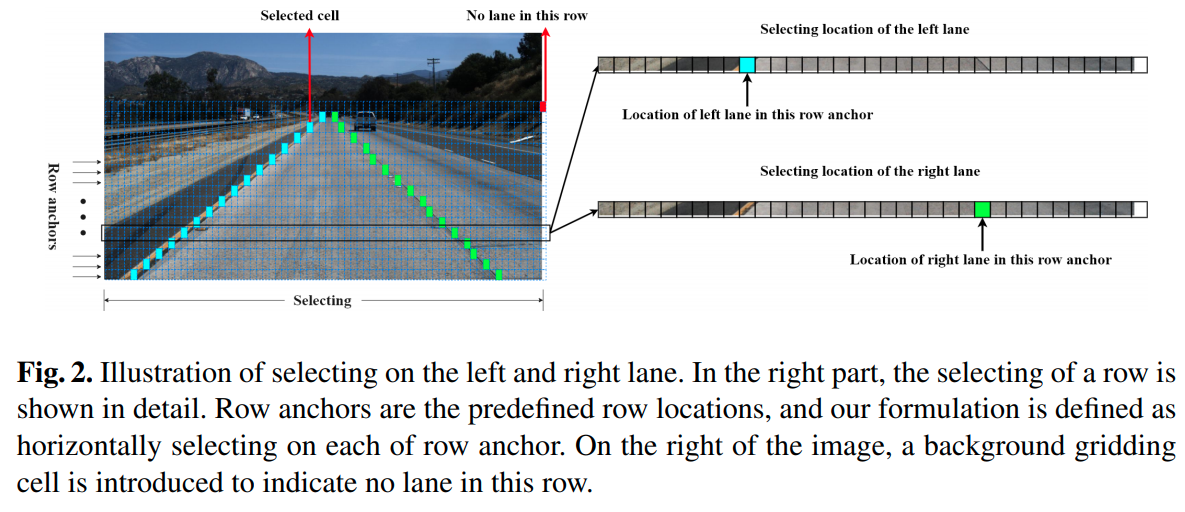 Selected cell
No lane in this row
Selecting location of the left lane
Location of left lane in this row anchor
Row anchors
Selecting location of the right lane
Location of right lane in this row anchor
Selecting
Fig. 2. Illustration of selecting on the left and right lane. In the right part, the selecting of a row is
shown in detail. Row anchors are the predefined row locations, and our formulation is defined as
horizontally selecting on each of row anchor. On the right of the image, a background gridding
cell is introduced to indicate no lane in this row.